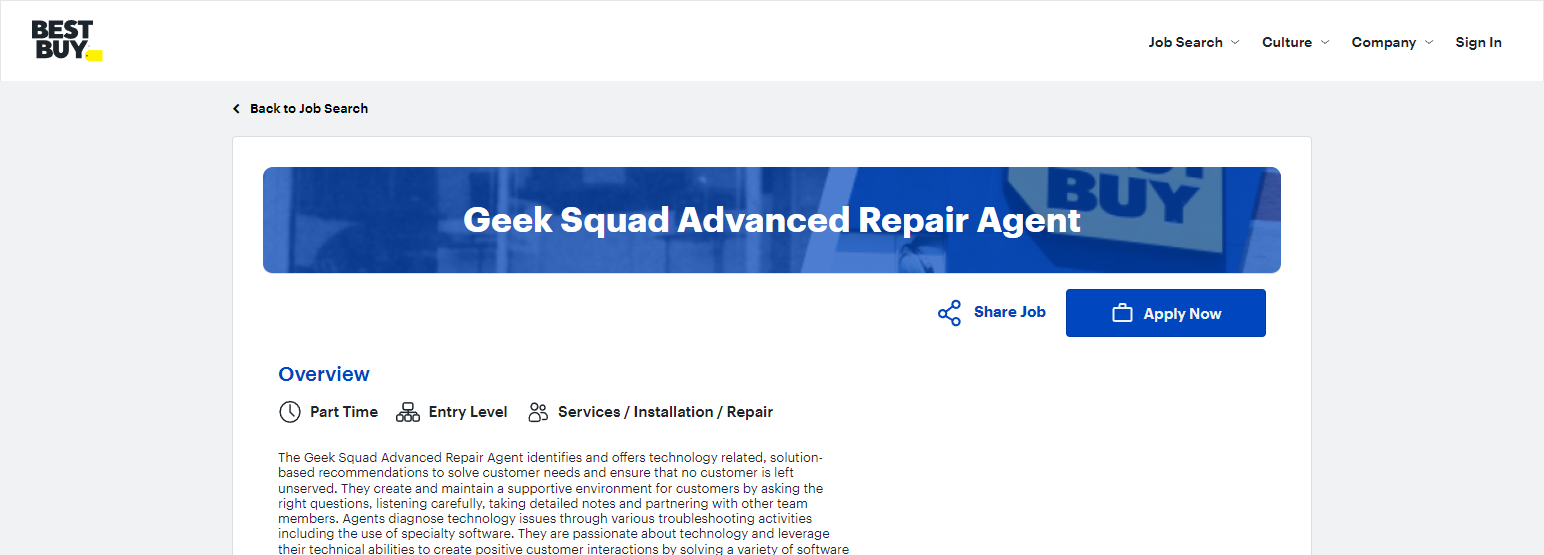 BEST
BUY
Job Search
Culture
Company
Sign In
Back to Job Search
BUY
Geek Squad Advanced Repair Agent
Share Job
Apply Now
Overview
Part Time
Entry Level
Services / Installation / Repair
The Geek Squad Advanced Repair Agent identifies and offers technology related, solution-
based recommendations to solve customer needs and ensure that no customer is left
unserved. They create and maintain a supportive environment for customers by asking the
right questions, listening carefully, taking detailed notes and partnering with other team
members. Agents diagnose technology issues through various troubleshooting activities
including the use of specialty software. They are passionate about technology and leverage
their technical abilities to create positive customer interactions by solving a variety of software